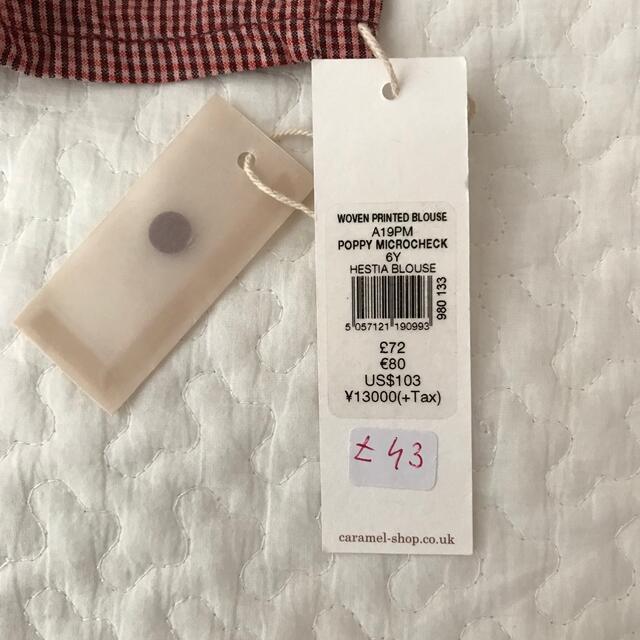 WOVEN PRINTED BLOUSE
A19PM
POPPY MICROCHECK
6Y
HESTIA BLOUSE
980 133
5 057121 190993
£72
€80
US$103
¥13000(+Tax)
£ 43
caramel-shop.co.uk